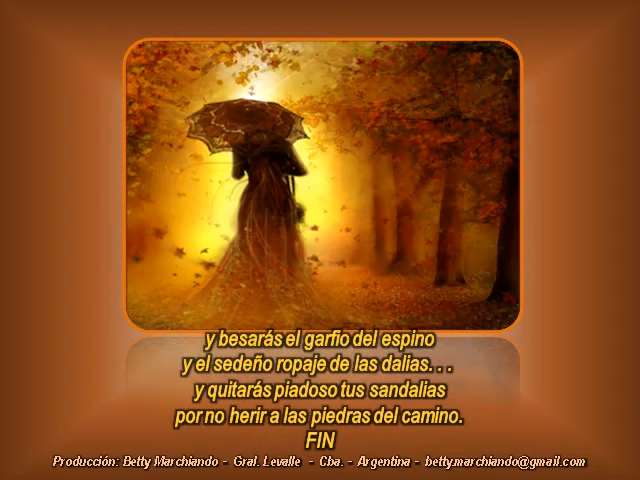 y besarás el garfio del espino
y el sedeño ropaje de las dalias. . .
y quitarás piadoso tus sandalias
por no herir a las piedras del camino.
FIN
Producción: Betty Marchiando - Gral. Levalle - Cba. - Argentina - betty.marchiando@gmail.com